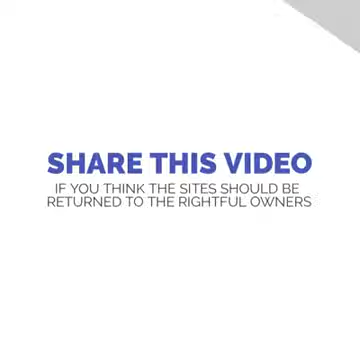 SHARE THIS VIDEO
IF YOU THINK THE SITES SHOULD BE
RETURNED TO THE RIGHTFUL OWNERS